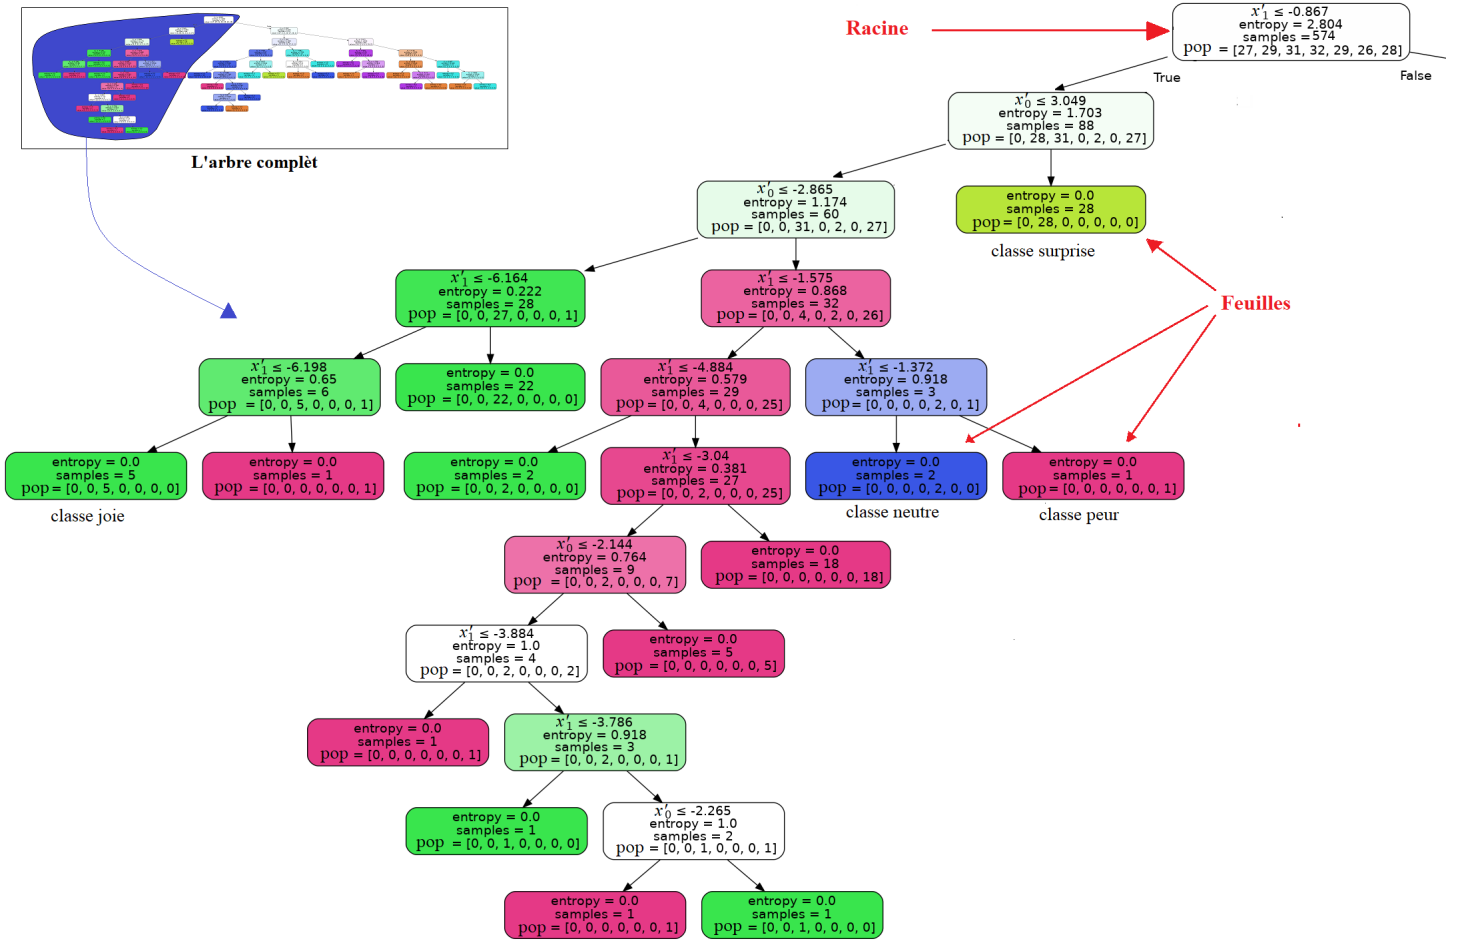 Racine
x′₁ ≤ -0.867
entropy = 2.804
samples = 574
pop = [27, 29, 31, 32, 29, 26, 28]
True
False
L'arbre complèt
x′₀ ≤ 3.049
entropy = 1.703
samples = 88
pop = [0, 28, 31, 0, 2, 0, 27]
x′₀ ≤ -2.865
entropy = 1.174
samples = 60
pop = [0, 0, 31, 0, 2, 0, 27]
entropy = 0.0
samples = 28
pop = [0, 28, 0, 0, 0, 0, 0]
classe surprise
Feuilles
x′₁ ≤ -6.164
entropy = 0.222
samples = 28
pop = [0, 0, 27, 0, 0, 0, 1]
x′₁ ≤ -1.575
entropy = 0.868
samples = 32
pop = [0, 0, 4, 0, 2, 0, 26]
x′₁ ≤ -6.198
entropy = 0.65
samples = 6
pop = [0, 0, 5, 0, 0, 0, 1]
entropy = 0.0
samples = 22
pop = [0, 0, 22, 0, 0, 0, 0]
x′₁ ≤ -4.884
entropy = 0.579
samples = 29
pop = [0, 0, 4, 0, 0, 0, 25]
x′₁ ≤ -1.372
entropy = 0.918
samples = 3
pop = [0, 0, 0, 0, 2, 0, 1]
entropy = 0.0
samples = 5
pop = [0, 0, 5, 0, 0, 0, 0]
classe joie
entropy = 0.0
samples = 1
pop = [0, 0, 0, 0, 0, 0, 1]
entropy = 0.0
samples = 2
pop = [0, 0, 2, 0, 0, 0, 0]
x′₁ ≤ -3.04
entropy = 0.381
samples = 27
pop = [0, 0, 2, 0, 0, 0, 25]
entropy = 0.0
samples = 2
pop = [0, 0, 0, 0, 2, 0, 0]
classe neutre
entropy = 0.0
samples = 1
pop = [0, 0, 0, 0, 0, 0, 1]
classe peur
x′₀ ≤ -2.144
entropy = 0.764
samples = 9
pop = [0, 0, 2, 0, 0, 0, 7]
entropy = 0.0
samples = 18
pop = [0, 0, 0, 0, 0, 0, 18]
x′₁ ≤ -3.884
entropy = 1.0
samples = 4
pop = [0, 0, 2, 0, 0, 0, 2]
entropy = 0.0
samples = 5
pop = [0, 0, 0, 0, 0, 0, 5]
entropy = 0.0
samples = 1
pop = [0, 0, 0, 0, 0, 0, 1]
x′₁ ≤ -3.786
entropy = 0.918
samples = 3
pop = [0, 0, 2, 0, 0, 0, 1]
entropy = 0.0
samples = 1
pop = [0, 0, 1, 0, 0, 0, 0]
x′₀ ≤ -2.265
entropy = 1.0
samples = 2
pop = [0, 0, 1, 0, 0, 0, 1]
entropy = 0.0
samples = 1
pop = [0, 0, 0, 0, 0, 0, 1]
entropy = 0.0
samples = 1
pop = [0, 0, 1, 0, 0, 0, 0]